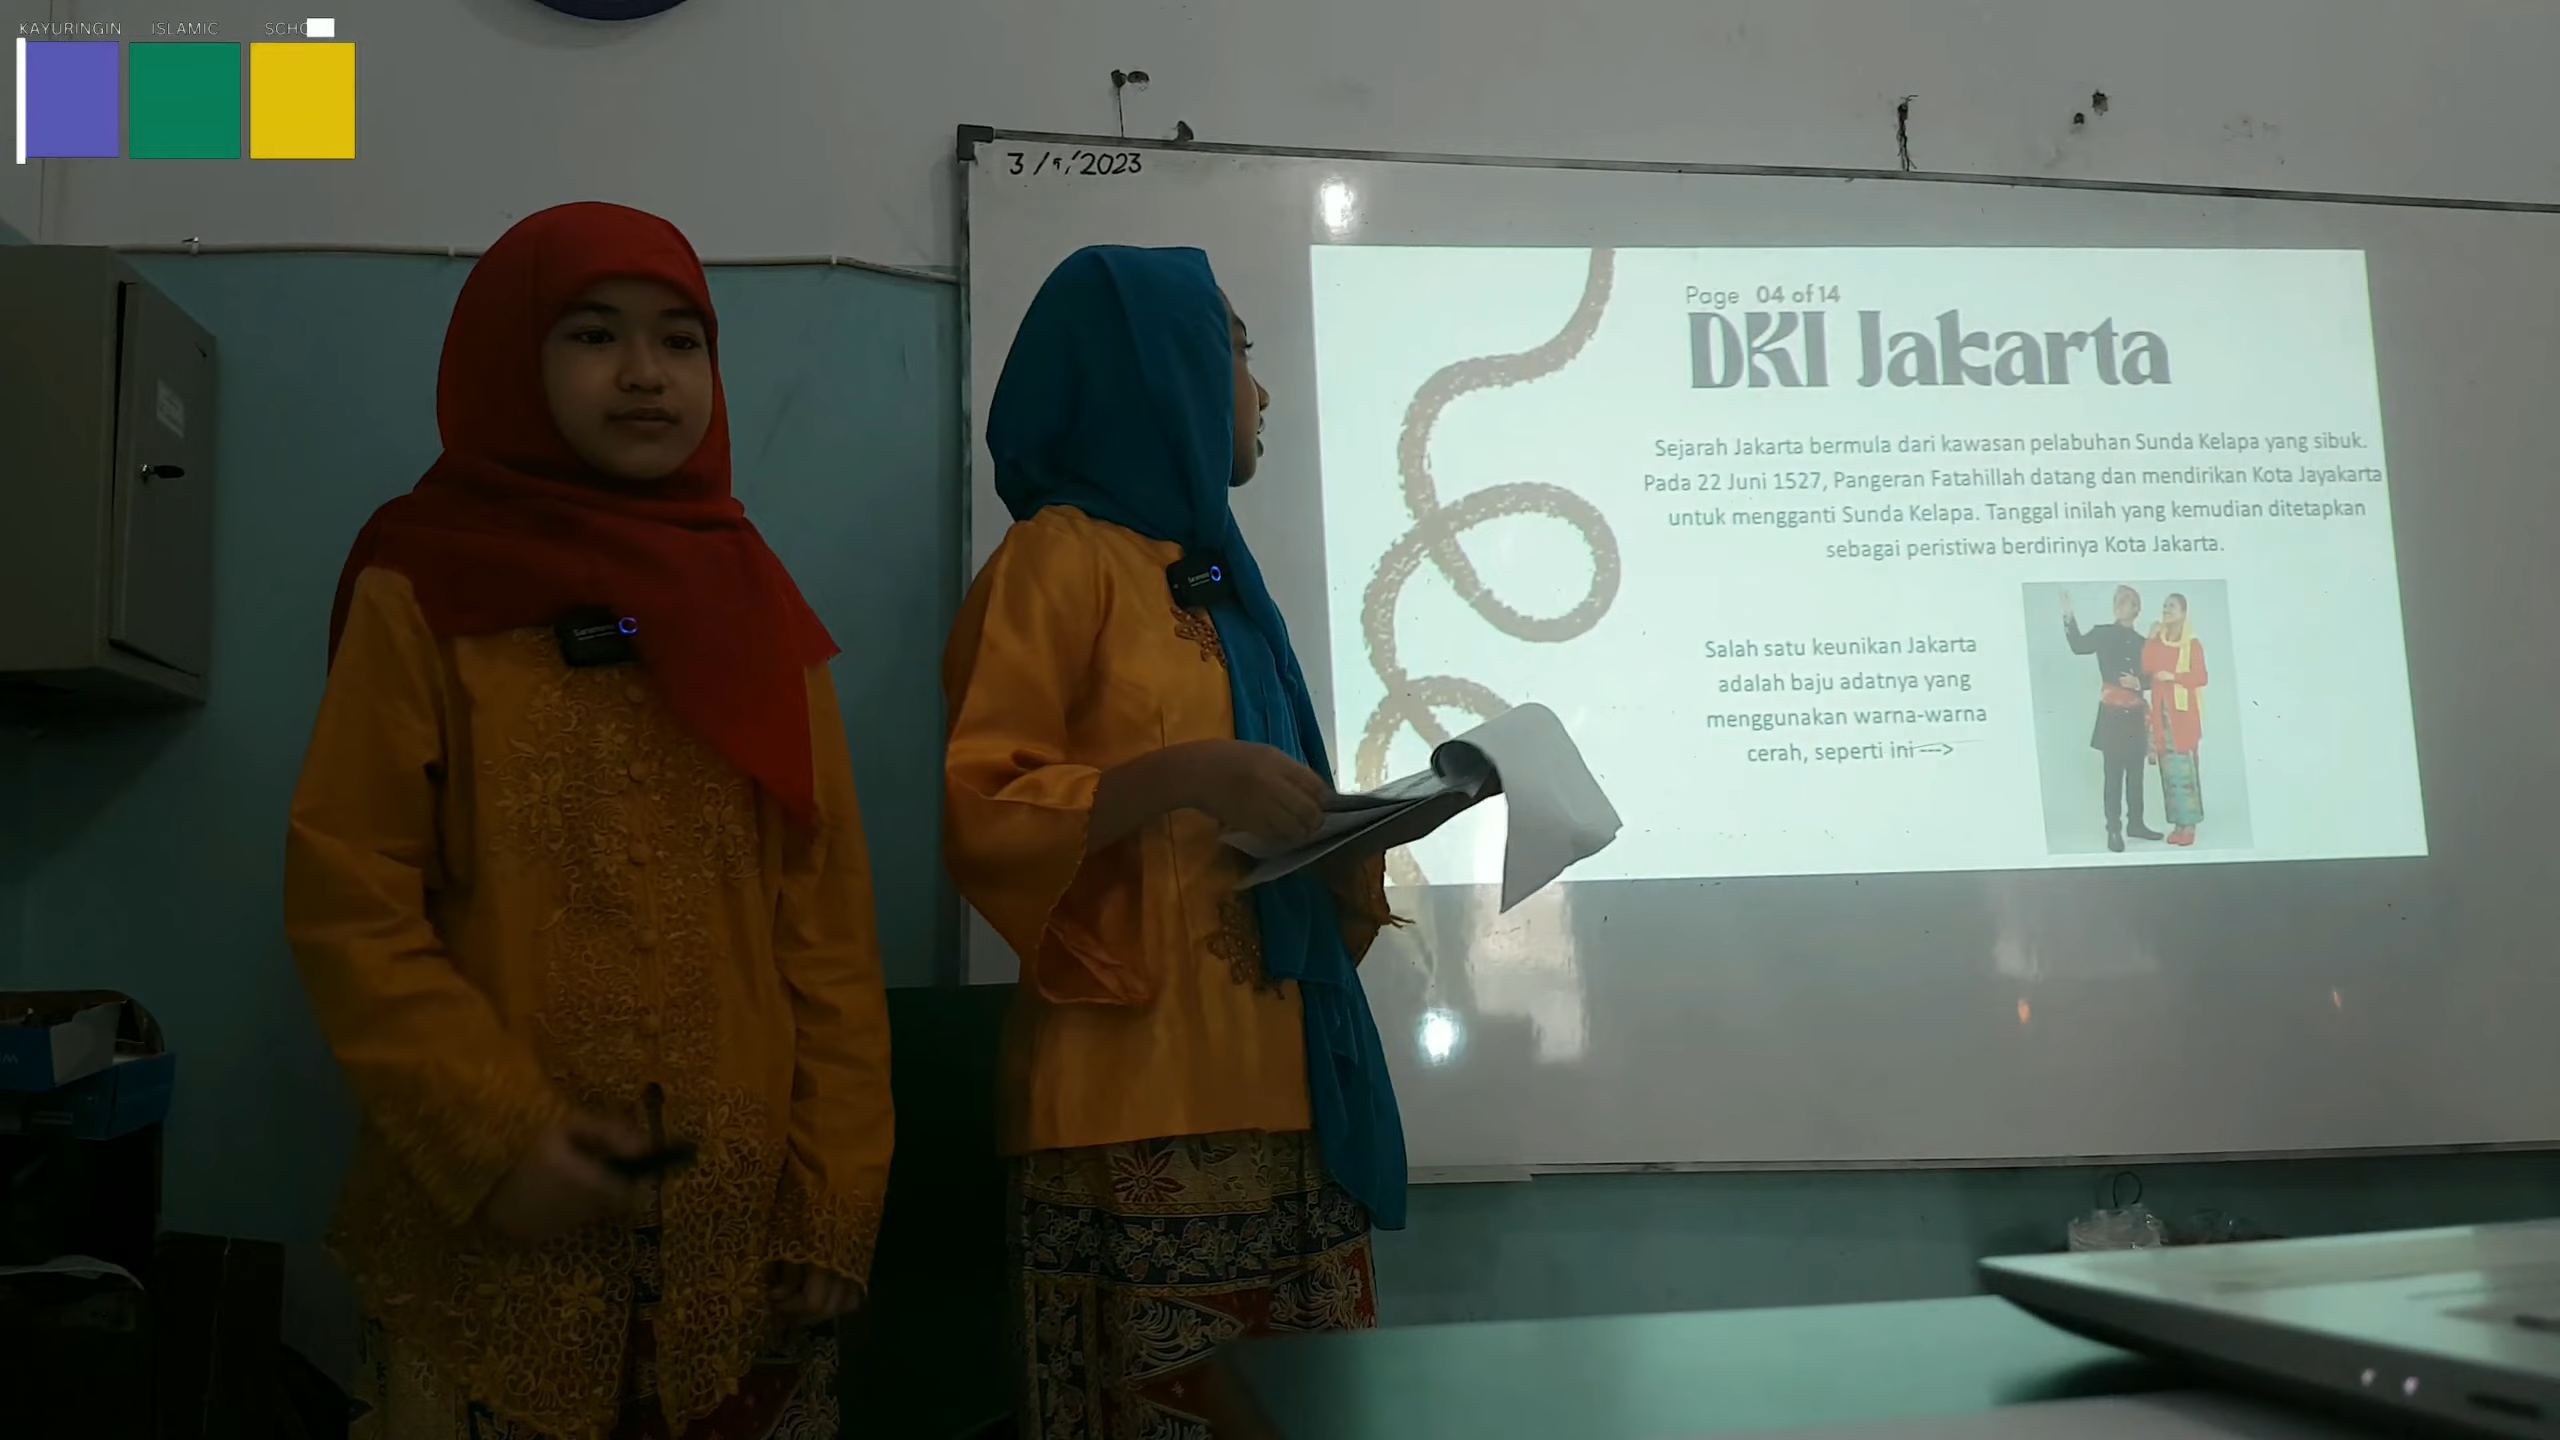 KAYURINGIN ISLAMIC
3/9/2023
Page 04 of 14
DKI Jakarta
Sejarah Jakarta bermula dari kawasan pelabuhan Sunda Kelapa yang sibuk.
Pada 22 Juni 1527, Pangeran Fatahillah datang dan mendirikan Kota Jayakarta
untuk mengganti Sunda Kelapa. Tanggal inilah yang kemudian ditetapkan
sebagai peristiwa berdirinya Kota Jakarta.
Salah satu keunikan Jakarta
adalah baju adatnya yang
menggunakan warna-warna
cerah, seperti ini--->
Saramonic